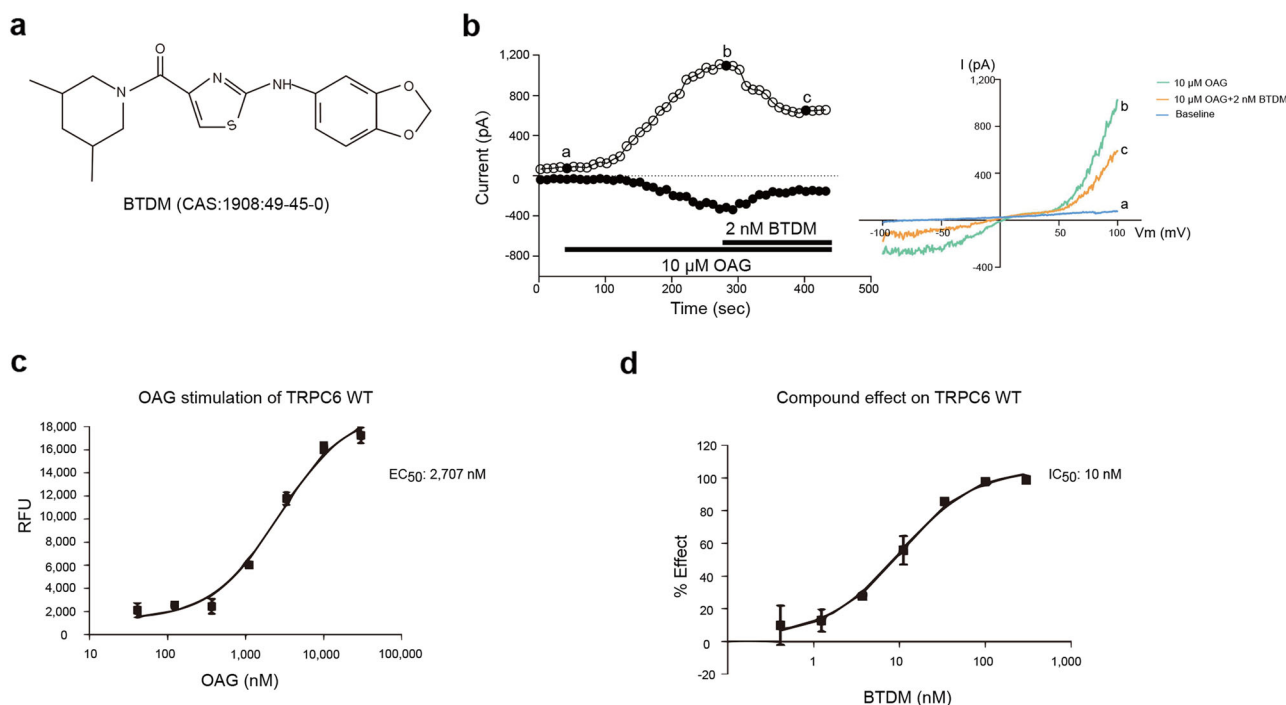 a
O
N
N
NH
S
O
O
BTDM (CAS:1908:49-45-0)
b
1,200
800
400
0
-400
-800
Current (pA)
a
b
c
2 nM BTDM
10 µM OAG
0
100
200
300
400
500
Time (sec)
I (pA)
1,200
800
400
-400
-100
-50
50
100
Vm (mV)
b
c
a
10 µM OAG
10 µM OAG+2 nM BTDM
Baseline
c
OAG stimulation of TRPC6 WT
18,000
16,000
14,000
12,000
10,000
8,000
6,000
4,000
2,000
0
RFU
EC50: 2,707 nM
10
100
1,000
10,000
100,000
OAG (nM)
d
Compound effect on TRPC6 WT
120
100
80
60
40
20
0
-20
% Effect
IC50: 10 nM
1
10
100
1,000
BTDM (nM)